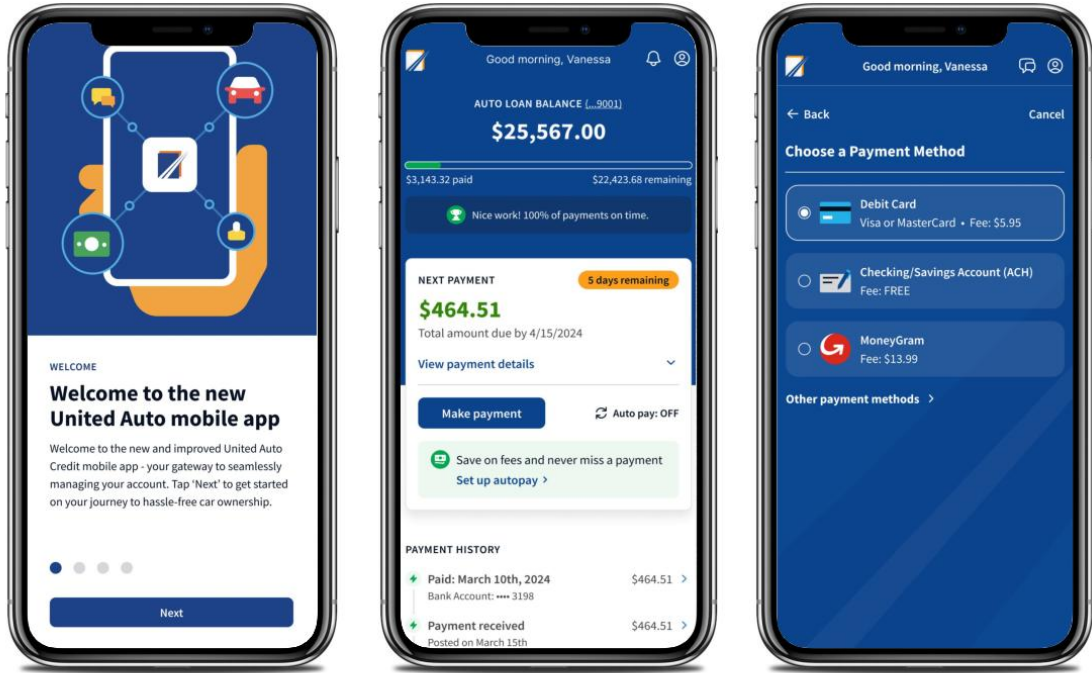 WELCOME
Welcome to the new
United Auto mobile app
Welcome to the new and improved United Auto
Credit mobile app - your gateway to seamlessly
managing your account. Tap ‘Next’ to get started
on your journey to hassle-free car ownership.
Next
Good morning, Vanessa
AUTO LOAN BALANCE (...9001)
$25,567.00
$3,143.32 paid
$22,423.68 remaining
Nice work! 100% of payments on time.
NEXT PAYMENT
5 days remaining
$464.51
Total amount due by 4/15/2024
View payment details
Make payment
Auto pay: OFF
Save on fees and never miss a payment
Set up autopay >
PAYMENT HISTORY
Paid: March 10th, 2024
$464.51 >
Bank Account: •••• 3198
Payment received
$464.51 >
Posted on March 15th
Good morning, Vanessa
← Back
Cancel
Choose a Payment Method
Debit Card
Visa or MasterCard • Fee: $5.95
Checking/Savings Account (ACH)
Fee: FREE
MoneyGram
Fee: $13.99
Other payment methods >